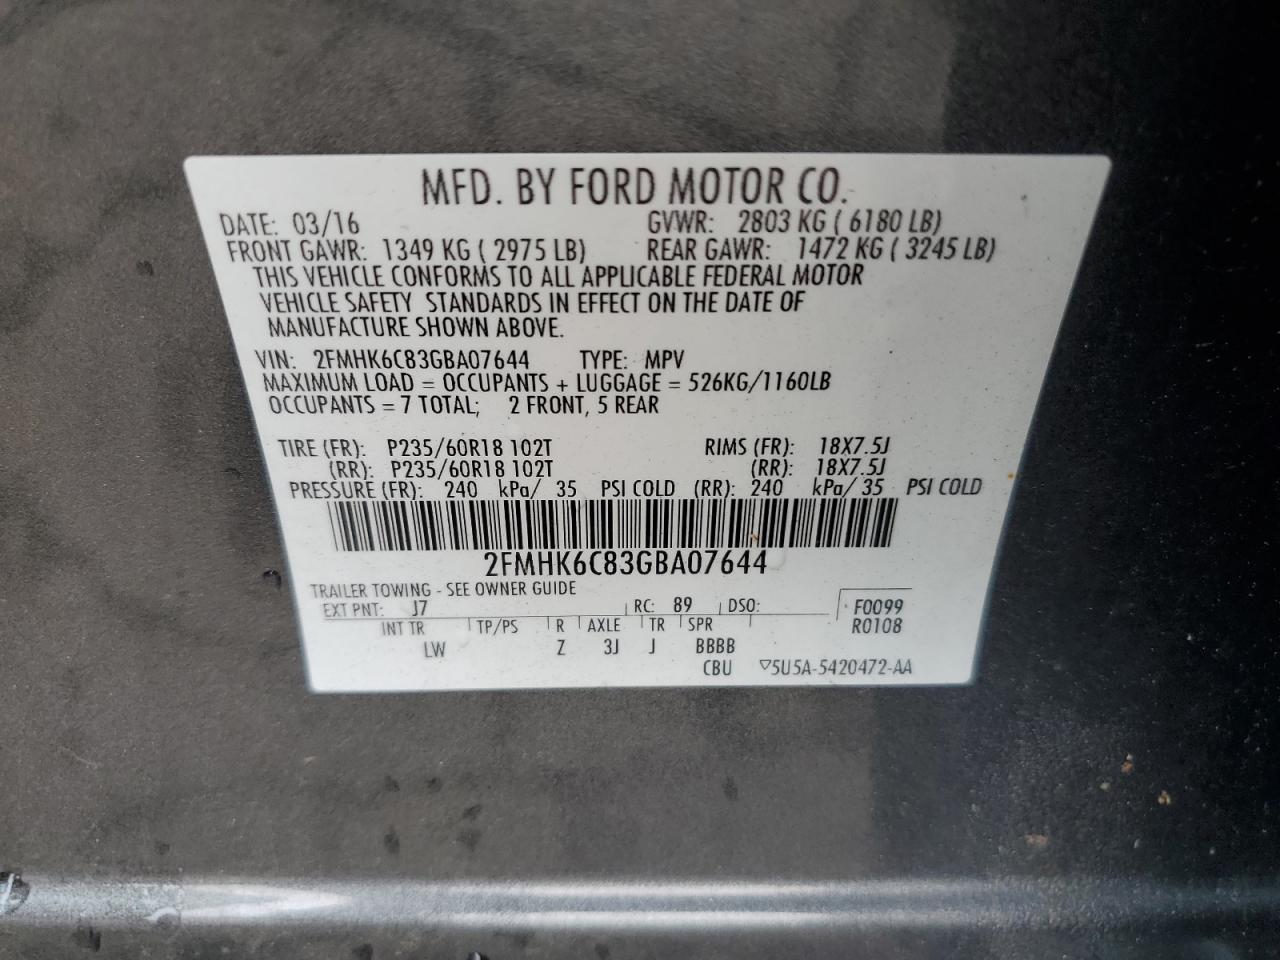 MFD. BY FORD MOTOR CO.
DATE: 03/16 GVWR: 2803 KG ( 6180 LB)
FRONT GAWR: 1349 KG ( 2975 LB) REAR GAWR: 1472 KG ( 3245 LB)
THIS VEHICLE CONFORMS TO ALL APPLICABLE FEDERAL MOTOR
VEHICLE SAFETY STANDARDS IN EFFECT ON THE DATE OF
MANUFACTURE SHOWN ABOVE.
VIN: 2FMHK6C83GBA07644 TYPE: MPV
MAXIMUM LOAD = OCCUPANTS + LUGGAGE = 526KG/1160LB
OCCUPANTS = 7 TOTAL; 2 FRONT, 5 REAR
TIRE (FR): P235/60R18 102T RIMS (FR): 18X7.5J
(RR): P235/60R18 102T (RR): 18X7.5J
PRESSURE (FR): 240 kPa/ 35 PSI COLD (RR): 240 kPa/ 35 PSI COLD
2FMHK6C83GBA07644
TRAILER TOWING - SEE OWNER GUIDE
EXT PNT: J7 RC: 89 DSO: F0099
INT TR TP/PS R AXLE TR SPR R0108
LW Z 3J J BBBB
CBU ▽5U5A-5420472-AA